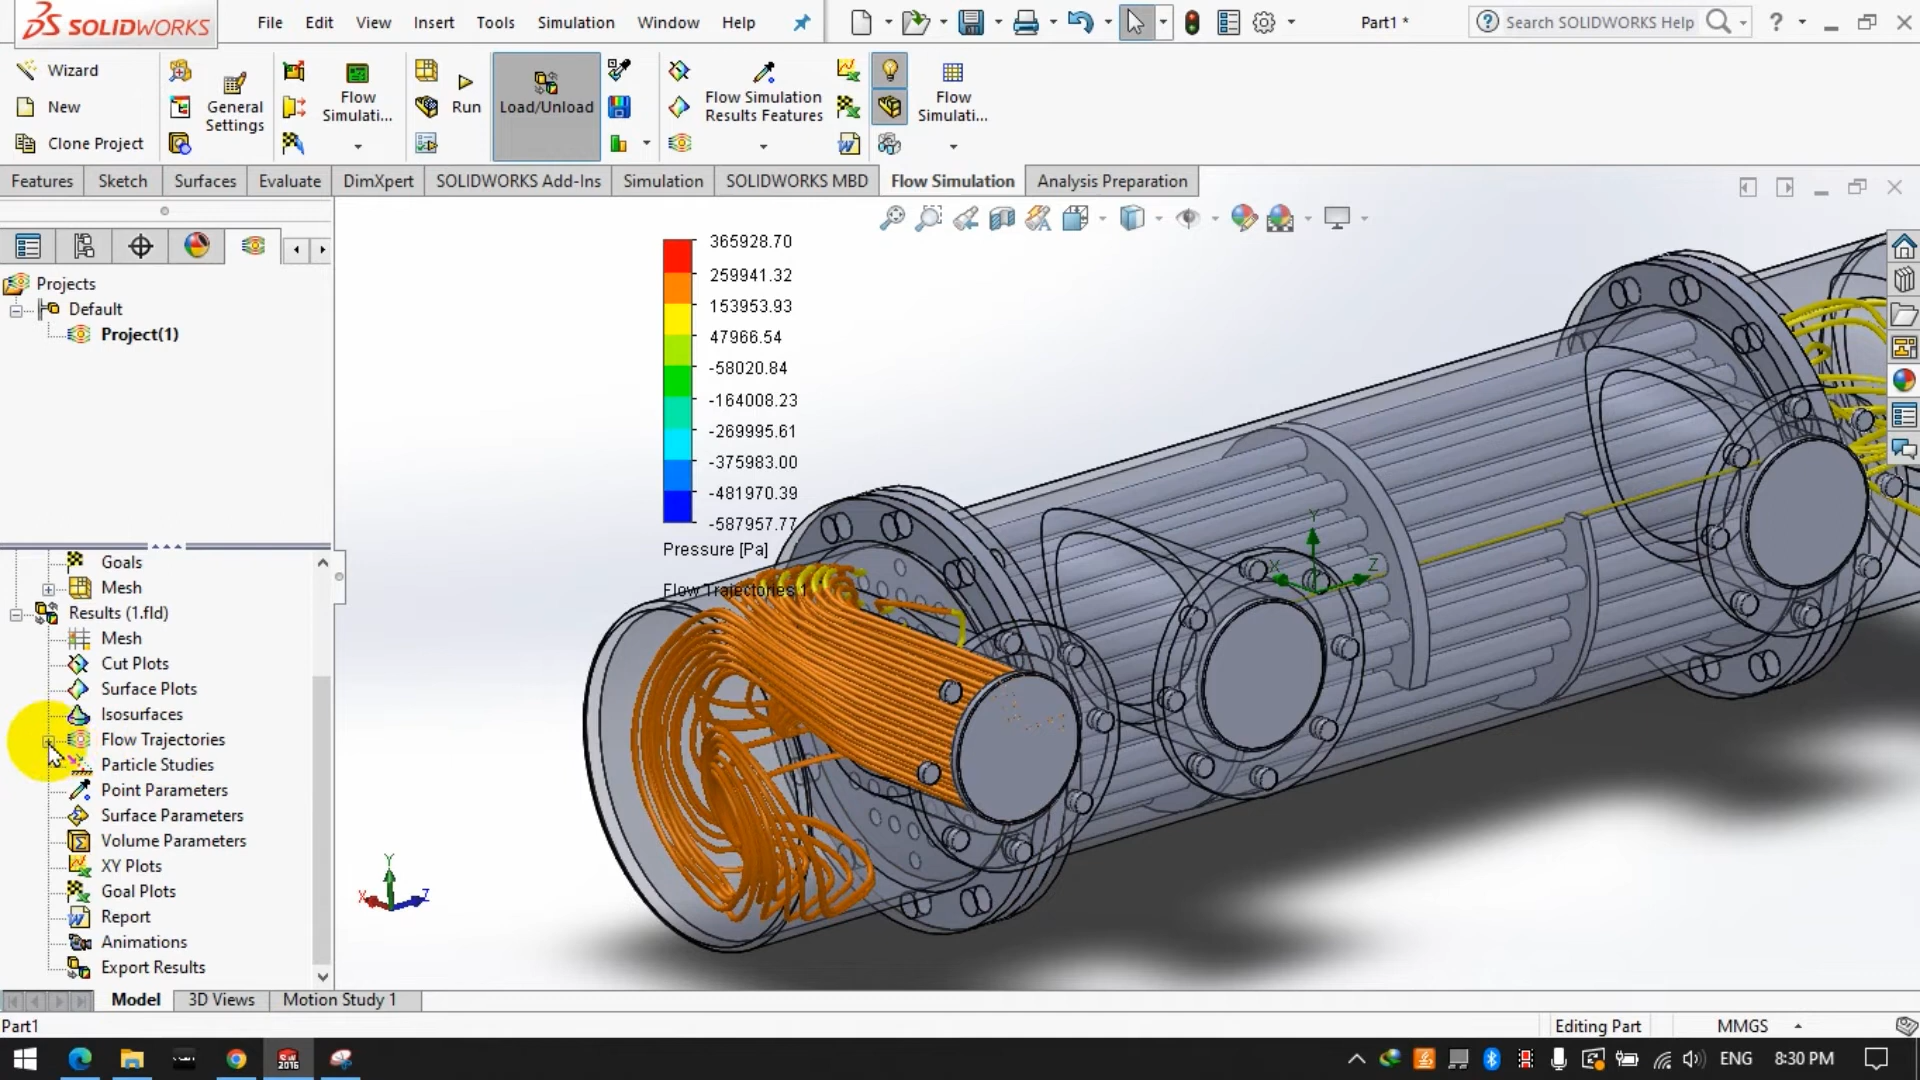 SOLIDWORKS
File Edit View Insert Tools Simulation Window Help
Part1 *
Search SOLIDWORKS Help
Wizard
New
Clone Project
General
Settings
Flow
Simulati...
Run
Load/Unload
Flow Simulation
Results Features
Flow
Simulati...
Features Sketch Surfaces Evaluate DimXpert SOLIDWORKS Add-Ins Simulation SOLIDWORKS MBD Flow Simulation Analysis Preparation
Projects
Default
Project(1)
Goals
Mesh
Results (1.fld)
Mesh
Cut Plots
Surface Plots
Isosurfaces
Flow Trajectories
Particle Studies
Point Parameters
Surface Parameters
Volume Parameters
XY Plots
Goal Plots
Report
Animations
Export Results
365928.70
259941.32
153953.93
47966.54
-58020.84
-164008.23
-269995.61
-375983.00
-481970.39
-587957.77
Pressure [Pa]
Flow Trajectories 1
Y
X
Z
Y
X
Z
Model 3D Views Motion Study 1
Part1
Editing Part
MMGS
SW
2016
ENG
8:30 PM